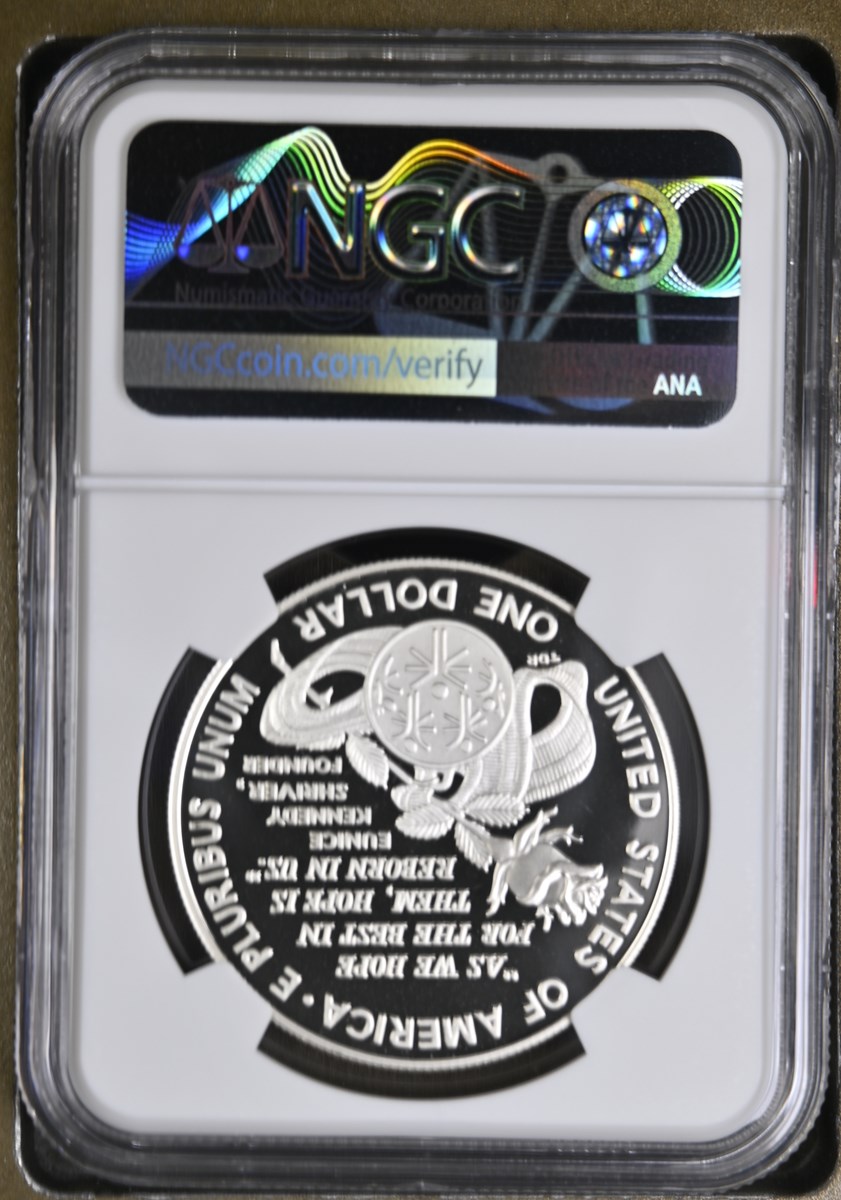 NGC
Numismatic Guaranty Corporation
NGCcoin.com/verify
ANA
UNITED STATES OF AMERICA · E PLURIBUS UNUM
ONE DOLLAR
TDR
"AS WE HOPE
FOR THE BEST IN
THEM, HOPE IS
REBORN IN US."
EUNICE
KENNEDY
SHRIVER,
FOUNDER